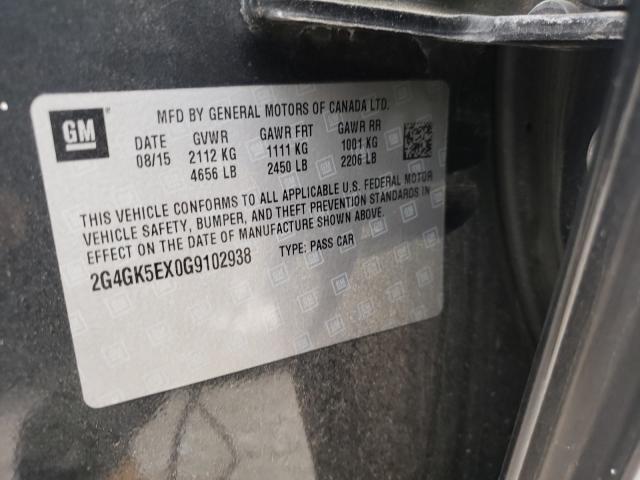 GM
MFD BY GENERAL MOTORS OF CANADA LTD.
DATE GVWR GAWR FRT GAWR RR
08/15 2112 KG 1111 KG 1001 KG
4656 LB 2450 LB 2206 LB
THIS VEHICLE CONFORMS TO ALL APPLICABLE U.S. FEDERAL MOTOR
VEHICLE SAFETY, BUMPER, AND THEFT PREVENTION STANDARDS IN
EFFECT ON THE DATE OF MANUFACTURE SHOWN ABOVE.
2G4GK5EX0G9102938 TYPE: PASS CAR